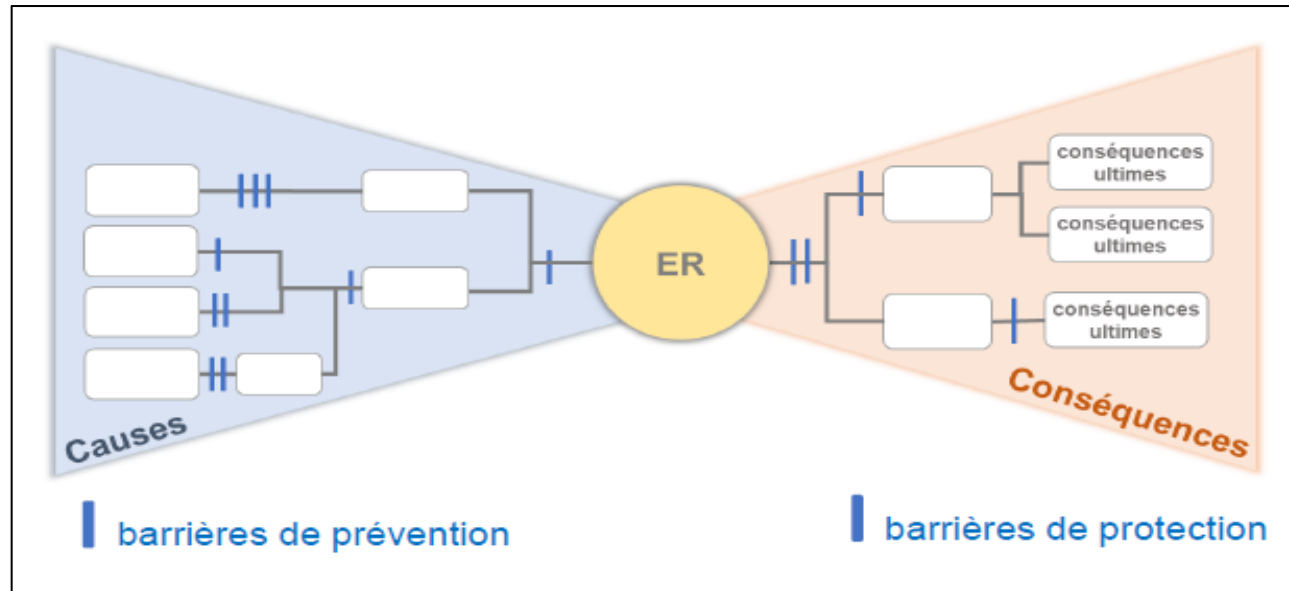 conséquences
ultimes
conséquences
ultimes
ER
conséquences
ultimes
Causes
Conséquences
barrières de prévention
barrières de protection